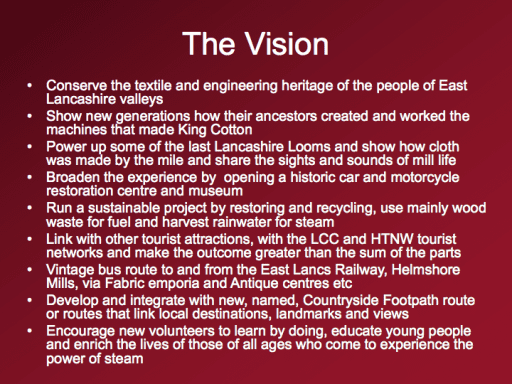 The Vision
• Conserve the textile and engineering heritage of the people of East
Lancashire valleys
• Show new generations how their ancestors created and worked the
machines that made King Cotton
• Power up some of the last Lancashire Looms and show how cloth
was made by the mile and share the sights and sounds of mill life
• Broaden the experience by  opening a historic car and motorcycle
restoration centre and museum
• Run a sustainable project by restoring and recycling, use mainly wood
waste for fuel and harvest rainwater for steam
• Link with other tourist attractions, with the LCC and HTNW tourist
networks and make the outcome greater than the sum of the parts
• Vintage bus route to and from the East Lancs Railway, Helmshore
Mills, via Fabric emporia and Antique centres etc
• Develop and integrate with new, named, Countryside Footpath route
or routes that link local destinations, landmarks and views
• Encourage new volunteers to learn by doing, educate young people
and enrich the lives of those of all ages who come to experience the
power of steam